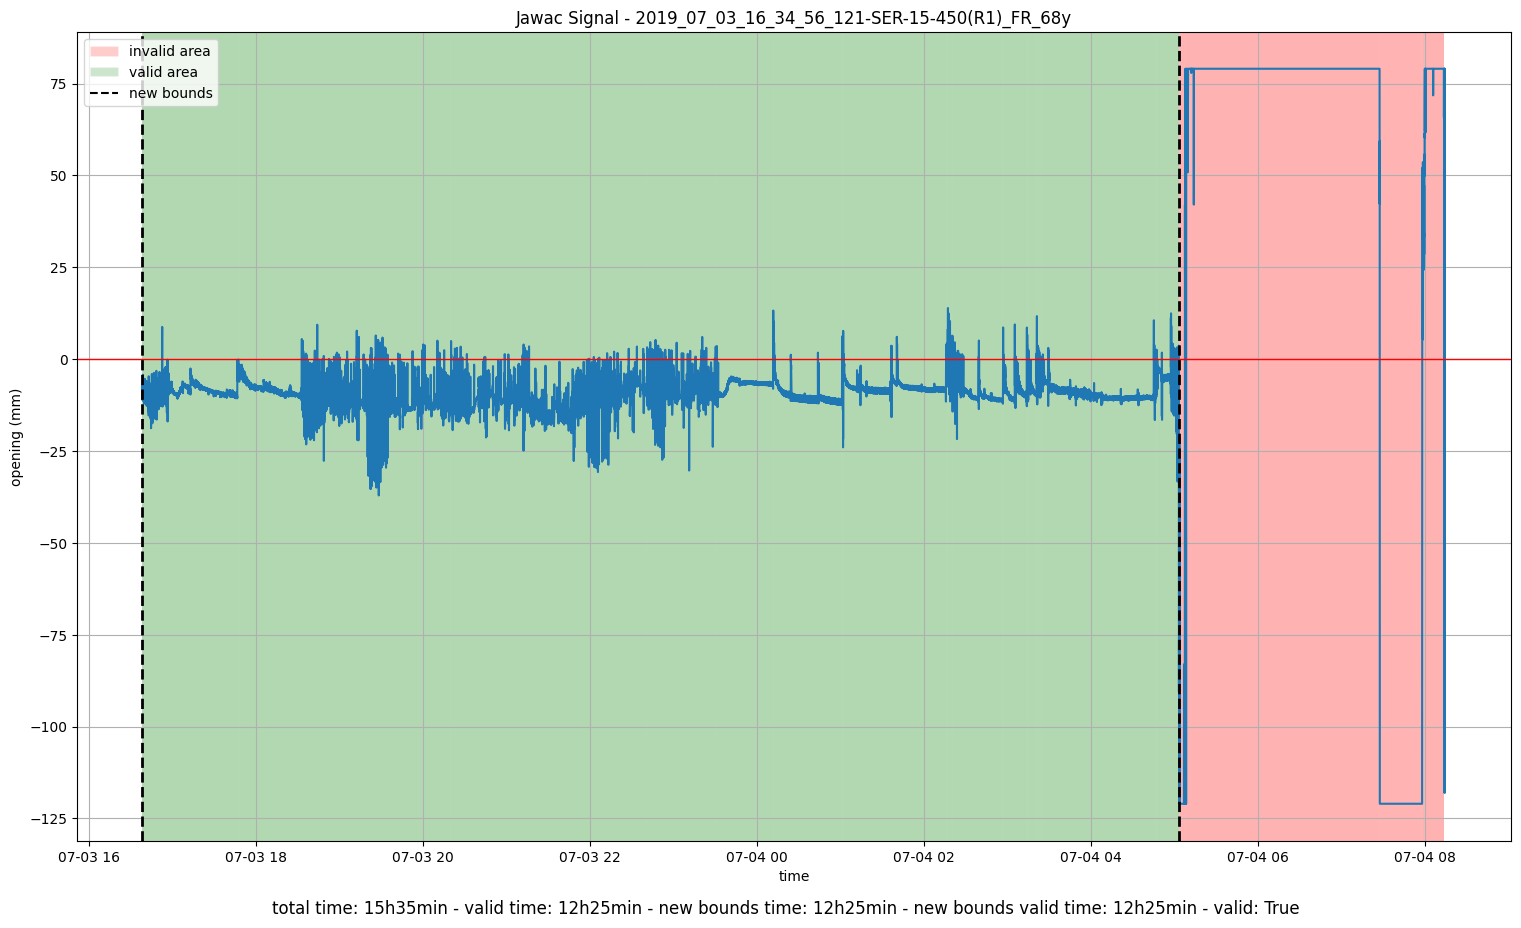 Jawac Signal - 2019_07_03_16_34_56_121-SER-15-450(R1)_FR_68y
invalid area
valid area
new bounds
75
50
25
0
−25
−50
−75
−100
−125
opening (mm)
07-03 16
07-03 18
07-03 20
07-03 22
07-04 00
07-04 02
07-04 04
07-04 06
07-04 08
time
total time: 15h35min - valid time: 12h25min - new bounds time: 12h25min - new bounds valid time: 12h25min - valid: True